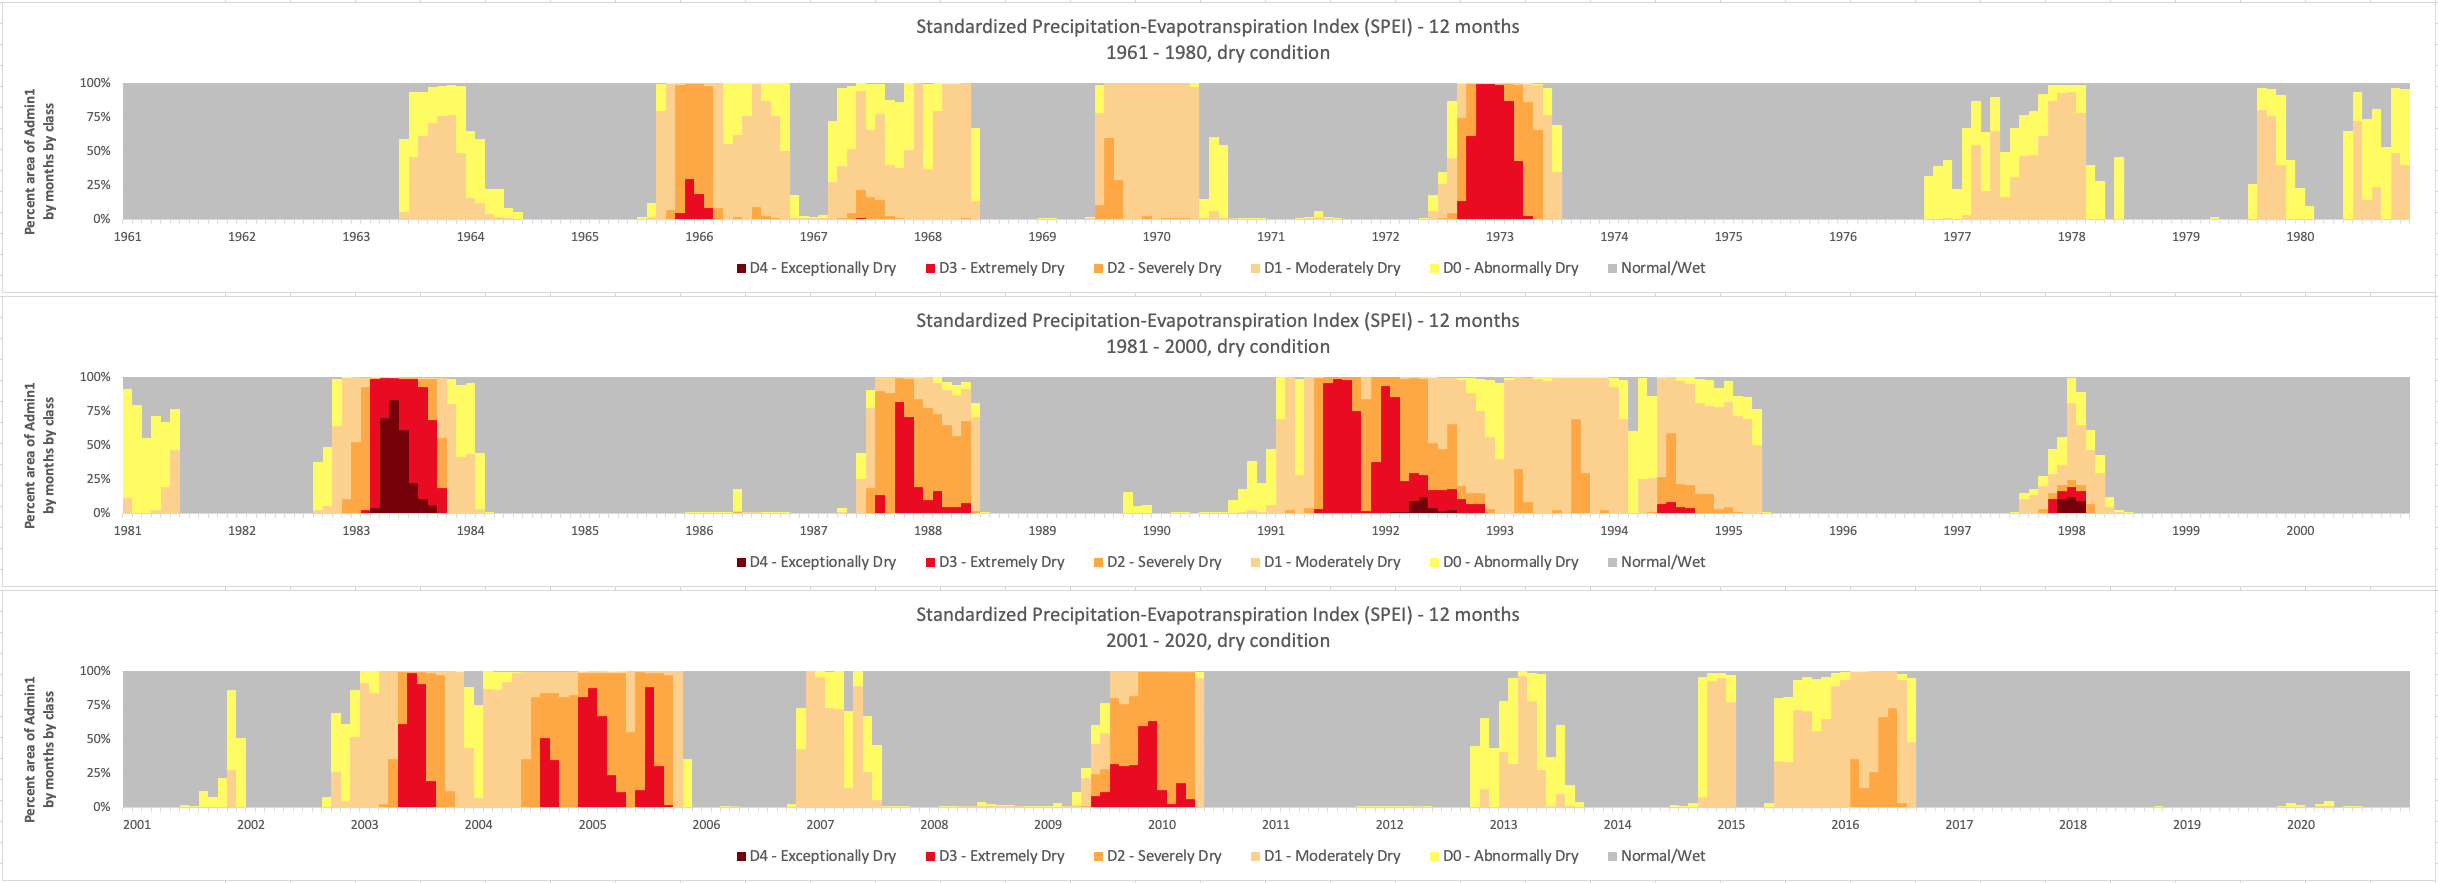 Standardized Precipitation-Evapotranspiration Index (SPEI) - 12 months
1961 - 1980, dry condition
Percent area of Admin1
by months by class
100%
75%
50%
25%
0%
1961 1962 1963 1964 1965 1966 1967 1968 1969 1970 1971 1972 1973 1974 1975 1976 1977 1978 1979 1980
D4 - Exceptionally Dry D3 - Extremely Dry D2 - Severely Dry D1 - Moderately Dry D0 - Abnormally Dry Normal/Wet
Standardized Precipitation-Evapotranspiration Index (SPEI) - 12 months
1981 - 2000, dry condition
Percent area of Admin1
by months by class
100%
75%
50%
25%
0%
1981 1982 1983 1984 1985 1986 1987 1988 1989 1990 1991 1992 1993 1994 1995 1996 1997 1998 1999 2000
D4 - Exceptionally Dry D3 - Extremely Dry D2 - Severely Dry D1 - Moderately Dry D0 - Abnormally Dry Normal/Wet
Standardized Precipitation-Evapotranspiration Index (SPEI) - 12 months
2001 - 2020, dry condition
Percent area of Admin1
by months by class
100%
75%
50%
25%
0%
2001 2002 2003 2004 2005 2006 2007 2008 2009 2010 2011 2012 2013 2014 2015 2016 2017 2018 2019 2020
D4 - Exceptionally Dry D3 - Extremely Dry D2 - Severely Dry D1 - Moderately Dry D0 - Abnormally Dry Normal/Wet